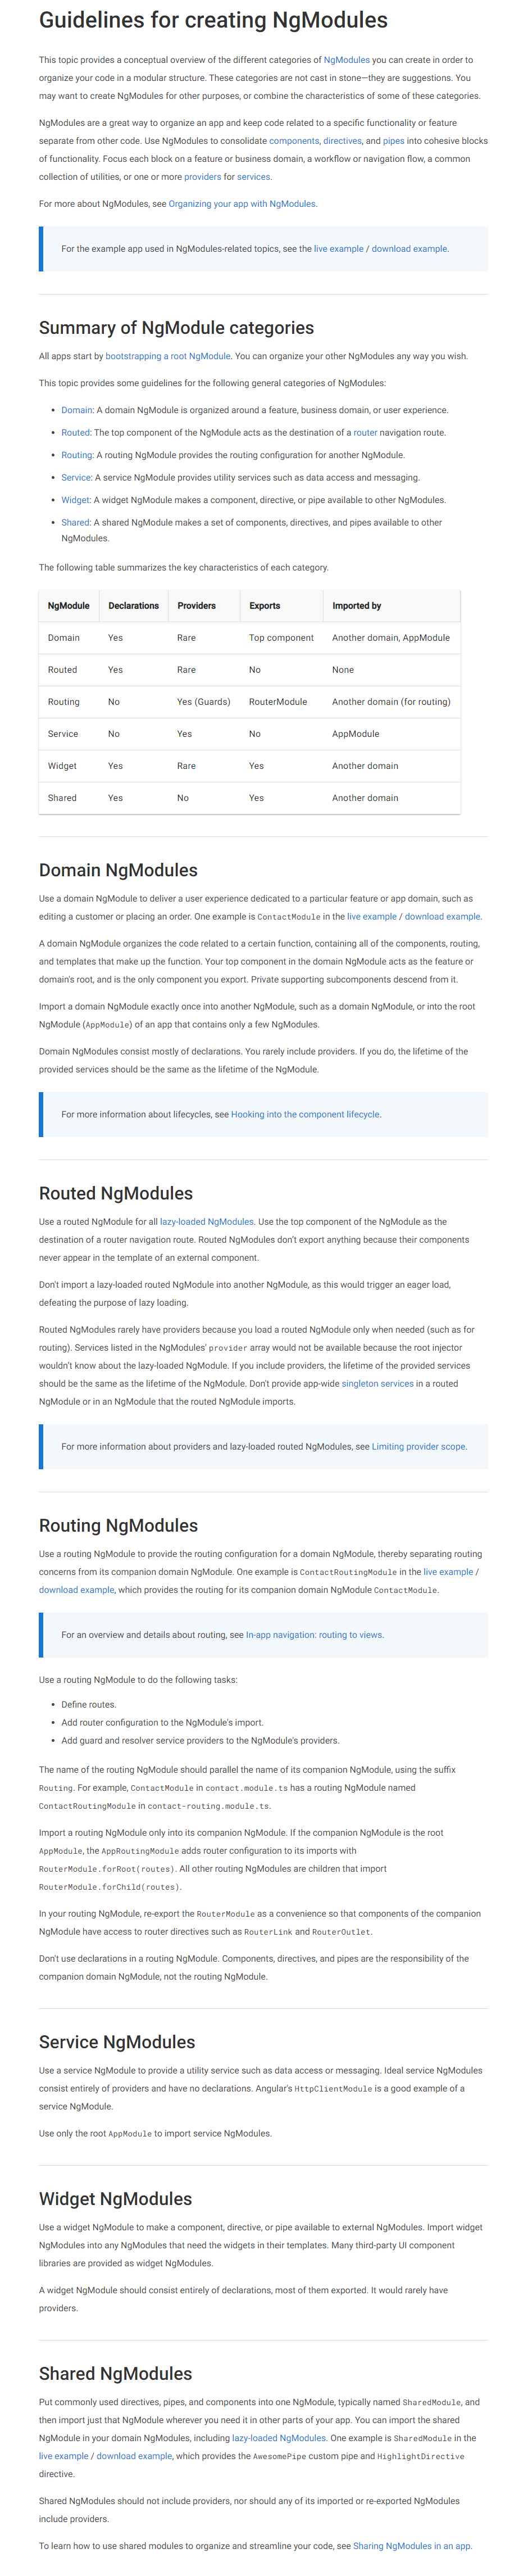 Guidelines for creating NgModules
This topic provides a conceptual overview of the different categories of NgModules you can create in order to
organize your code in a modular structure. These categories are not cast in stone—they are suggestions. You
may want to create NgModules for other purposes, or combine the characteristics of some of these categories.
NgModules are a great way to organize an app and keep code related to a specific functionality or feature
separate from other code. Use NgModules to consolidate components, directives, and pipes into cohesive blocks
of functionality. Focus each block on a feature or business domain, a workflow or navigation flow, a common
collection of utilities, or one or more providers for services.
For more about NgModules, see Organizing your app with NgModules.
For the example app used in NgModules-related topics, see the live example / download example.
Summary of NgModule categories
All apps start by bootstrapping a root NgModule. You can organize your other NgModules any way you wish.
This topic provides some guidelines for the following general categories of NgModules:
• Domain: A domain NgModule is organized around a feature, business domain, or user experience.
• Routed: The top component of the NgModule acts as the destination of a router navigation route.
• Routing: A routing NgModule provides the routing configuration for another NgModule.
• Service: A service NgModule provides utility services such as data access and messaging.
• Widget: A widget NgModule makes a component, directive, or pipe available to other NgModules.
• Shared: A shared NgModule makes a set of components, directives, and pipes available to other
NgModules.
The following table summarizes the key characteristics of each category.
NgModule Declarations Providers Exports Imported by
Domain Yes Rare Top component Another domain, AppModule
Routed Yes Rare No None
Routing No Yes (Guards) RouterModule Another domain (for routing)
Service No Yes No AppModule
Widget Yes Rare Yes Another domain
Shared Yes No Yes Another domain
Domain NgModules
Use a domain NgModule to deliver a user experience dedicated to a particular feature or app domain, such as
editing a customer or placing an order. One example is ContactModule in the live example / download example.
A domain NgModule organizes the code related to a certain function, containing all of the components, routing,
and templates that make up the function. Your top component in the domain NgModule acts as the feature or
domain's root, and is the only component you export. Private supporting subcomponents descend from it.
Import a domain NgModule exactly once into another NgModule, such as a domain NgModule, or into the root
NgModule (AppModule) of an app that contains only a few NgModules.
Domain NgModules consist mostly of declarations. You rarely include providers. If you do, the lifetime of the
provided services should be the same as the lifetime of the NgModule.
For more information about lifecycles, see Hooking into the component lifecycle.
Routed NgModules
Use a routed NgModule for all lazy-loaded NgModules. Use the top component of the NgModule as the
destination of a router navigation route. Routed NgModules don't export anything because their components
never appear in the template of an external component.
Don't import a lazy-loaded routed NgModule into another NgModule, as this would trigger an eager load,
defeating the purpose of lazy loading.
Routed NgModules rarely have providers because you load a routed NgModule only when needed (such as for
routing). Services listed in the NgModules' provider array would not be available because the root injector
wouldn't know about the lazy-loaded NgModule. If you include providers, the lifetime of the provided services
should be the same as the lifetime of the NgModule. Don't provide app-wide singleton services in a routed
NgModule or in an NgModule that the routed NgModule imports.
For more information about providers and lazy-loaded routed NgModules, see Limiting provider scope.
Routing NgModules
Use a routing NgModule to provide the routing configuration for a domain NgModule, thereby separating routing
concerns from its companion domain NgModule. One example is ContactRoutingModule in the live example /
download example, which provides the routing for its companion domain NgModule ContactModule.
For an overview and details about routing, see In-app navigation: routing to views.
Use a routing NgModule to do the following tasks:
• Define routes.
• Add router configuration to the NgModule's import.
• Add guard and resolver service providers to the NgModule's providers.
The name of the routing NgModule should parallel the name of its companion NgModule, using the suffix
Routing. For example, ContactModule in contact.module.ts has a routing NgModule named
ContactRoutingModule in contact-routing.module.ts.
Import a routing NgModule only into its companion NgModule. If the companion NgModule is the root
AppModule, the AppRoutingModule adds router configuration to its imports with
RouterModule.forRoot(routes). All other routing NgModules are children that import
RouterModule.forChild(routes).
In your routing NgModule, re-export the RouterModule as a convenience so that components of the companion
NgModule have access to router directives such as RouterLink and RouterOutlet.
Don't use declarations in a routing NgModule. Components, directives, and pipes are the responsibility of the
companion domain NgModule, not the routing NgModule.
Service NgModules
Use a service NgModule to provide a utility service such as data access or messaging. Ideal service NgModules
consist entirely of providers and have no declarations. Angular's HttpClientModule is a good example of a
service NgModule.
Use only the root AppModule to import service NgModules.
Widget NgModules
Use a widget NgModule to make a component, directive, or pipe available to external NgModules. Import widget
NgModules into any NgModules that need the widgets in their templates. Many third-party UI component
libraries are provided as widget NgModules.
A widget NgModule should consist entirely of declarations, most of them exported. It would rarely have
providers.
Shared NgModules
Put commonly used directives, pipes, and components into one NgModule, typically named SharedModule, and
then import just that NgModule wherever you need it in other parts of your app. You can import the shared
NgModule in your domain NgModules, including lazy-loaded NgModules. One example is SharedModule in the
live example / download example, which provides the AwesomePipe custom pipe and HighlightDirective
directive.
Shared NgModules should not include providers, nor should any of its imported or re-exported NgModules
include providers.
To learn how to use shared modules to organize and streamline your code, see Sharing NgModules in an app.